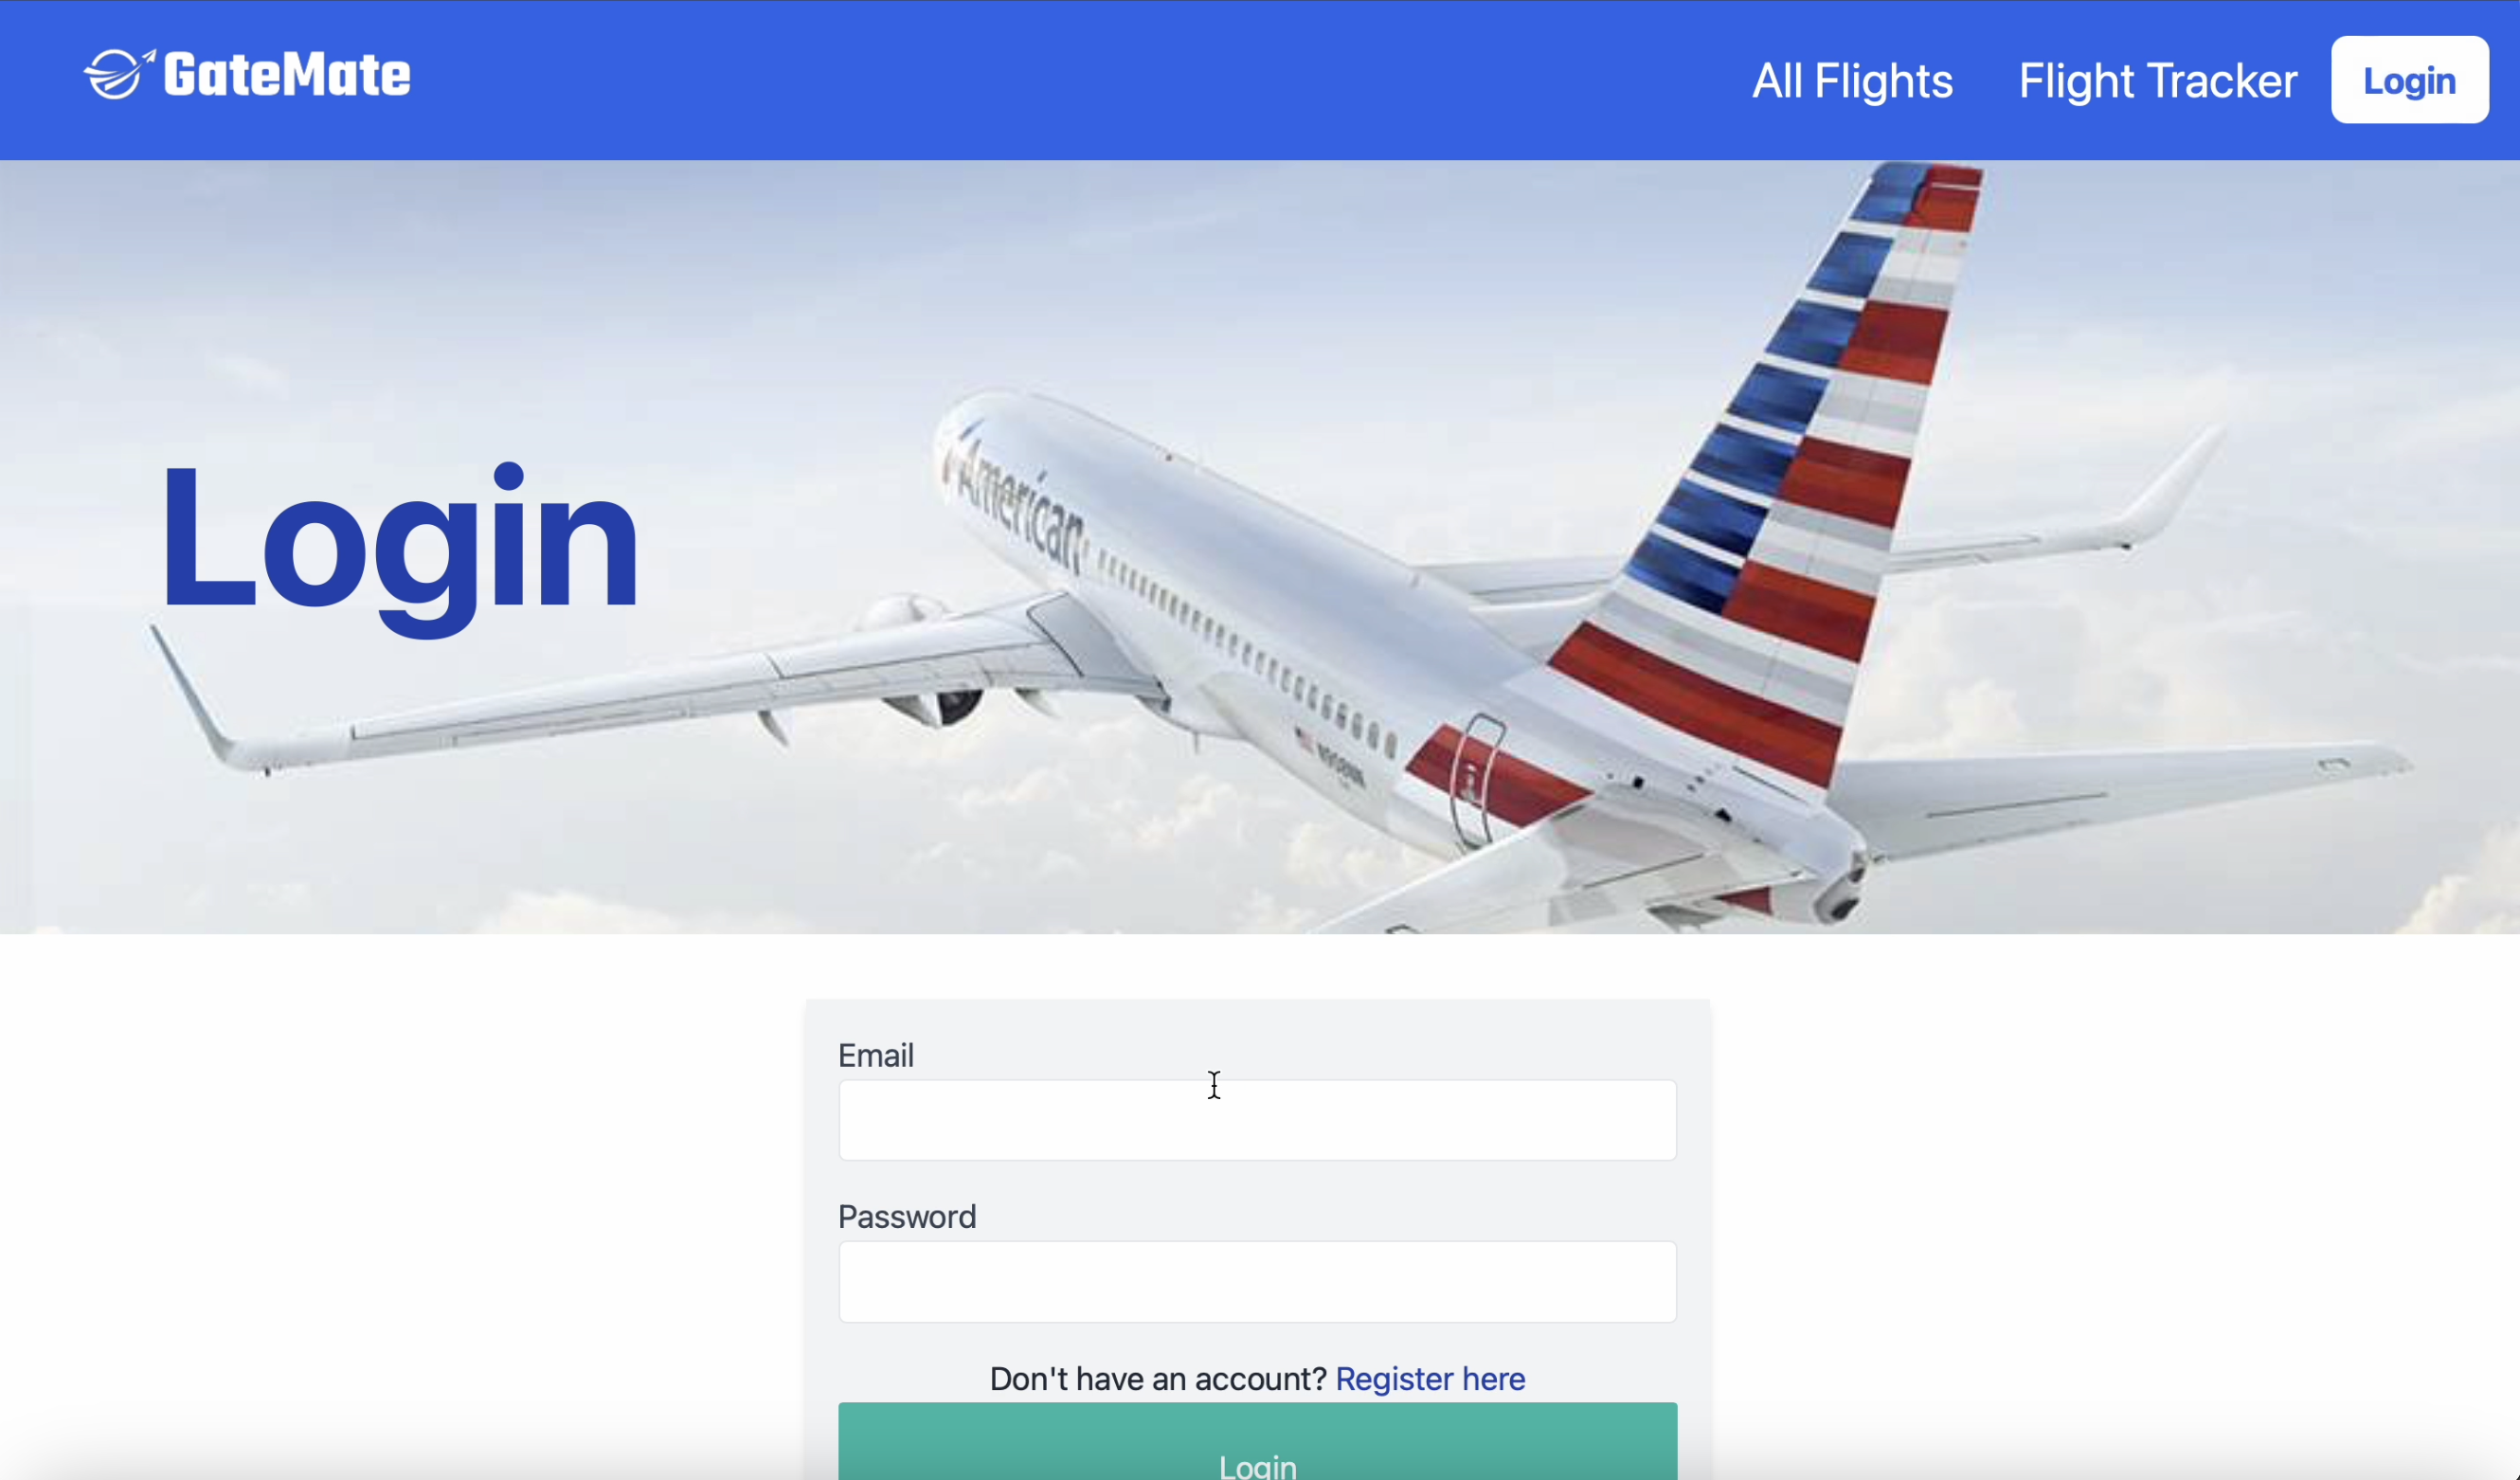 GateMate
All Flights
Flight Tracker
Login
Login
American
Email
Password
Don't have an account? Register here
Login